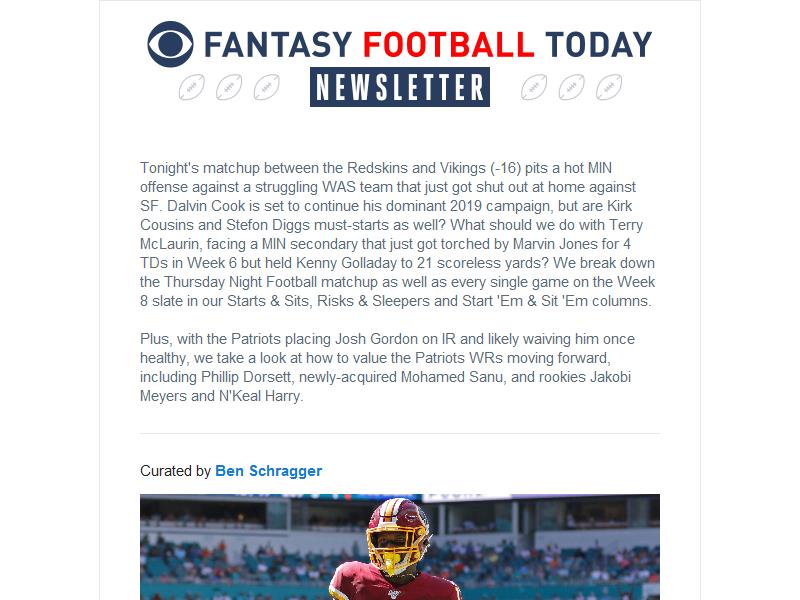 FANTASY FOOTBALL TODAY
NEWSLETTER
Tonight's matchup between the Redskins and Vikings (-16) pits a hot MIN
offense against a struggling WAS team that just got shut out at home against
SF. Dalvin Cook is set to continue his dominant 2019 campaign, but are Kirk
Cousins and Stefon Diggs must-starts as well? What should we do with Terry
McLaurin, facing a MIN secondary that just got torched by Marvin Jones for 4
TDs in Week 6 but held Kenny Golladay to 21 scoreless yards? We break down
the Thursday Night Football matchup as well as every single game on the Week
8 slate in our Starts & Sits, Risks & Sleepers and Start 'Em & Sit 'Em columns.
Plus, with the Patriots placing Josh Gordon on IR and likely waiving him once
healthy, we take a look at how to value the Patriots WRs moving forward,
including Phillip Dorsett, newly-acquired Mohamed Sanu, and rookies Jakobi
Meyers and N'Keal Harry.
Curated by Ben Schragger